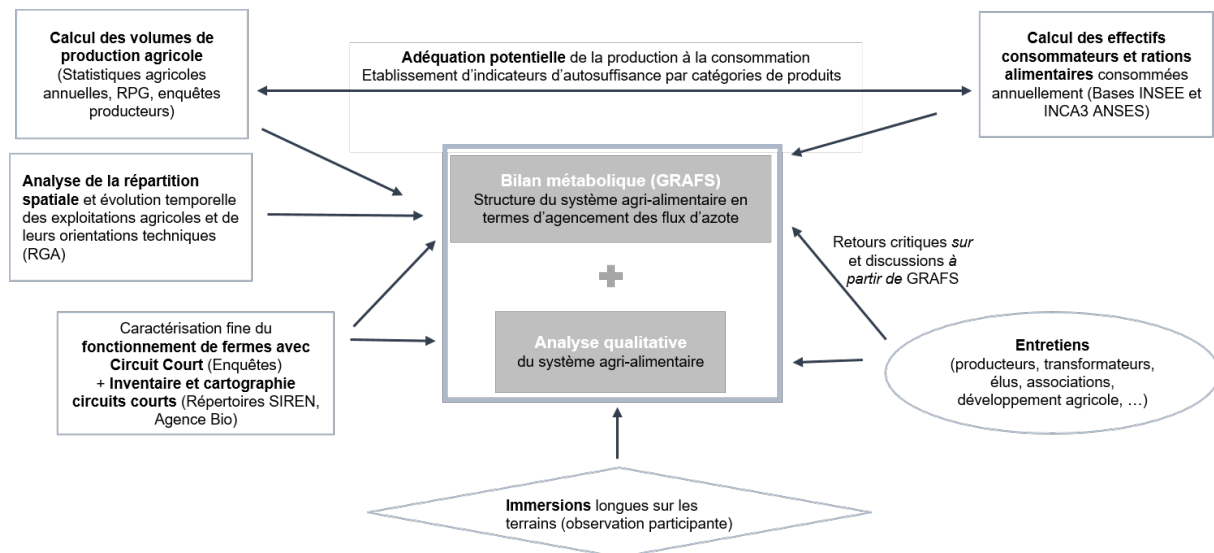 Calcul des volumes de
production agricole
(Statistiques agricoles
annuelles, RPG, enquêtes
producteurs)
Adéquation potentielle de la production à la consommation
Etablissement d'indicateurs d'autosuffisance par catégories de produits
Calcul des effectifs
consommateurs et rations
alimentaires consommées
annuellement (Bases INSEE et
INCA3 ANSES)
Analyse de la répartition
spatiale et évolution temporelle
des exploitations agricoles et de
leurs orientations techniques
(RGA)
Bilan métabolique (GRAFS)
Structure du système agri-alimentaire en
termes d'agencement des flux d'azote
Retours critiques sur
et discussions à
partir de GRAFS
Caractérisation fine du
fonctionnement de fermes avec
Circuit Court (Enquêtes)
+ Inventaire et cartographie
circuits courts (Répertoires SIREN,
Agence Bio)
Analyse qualitative
du système agri-alimentaire
Entretiens
(producteurs, transformateurs,
élus, associations,
développement agricole, …)
Immersions longues sur les
terrains (observation participante)